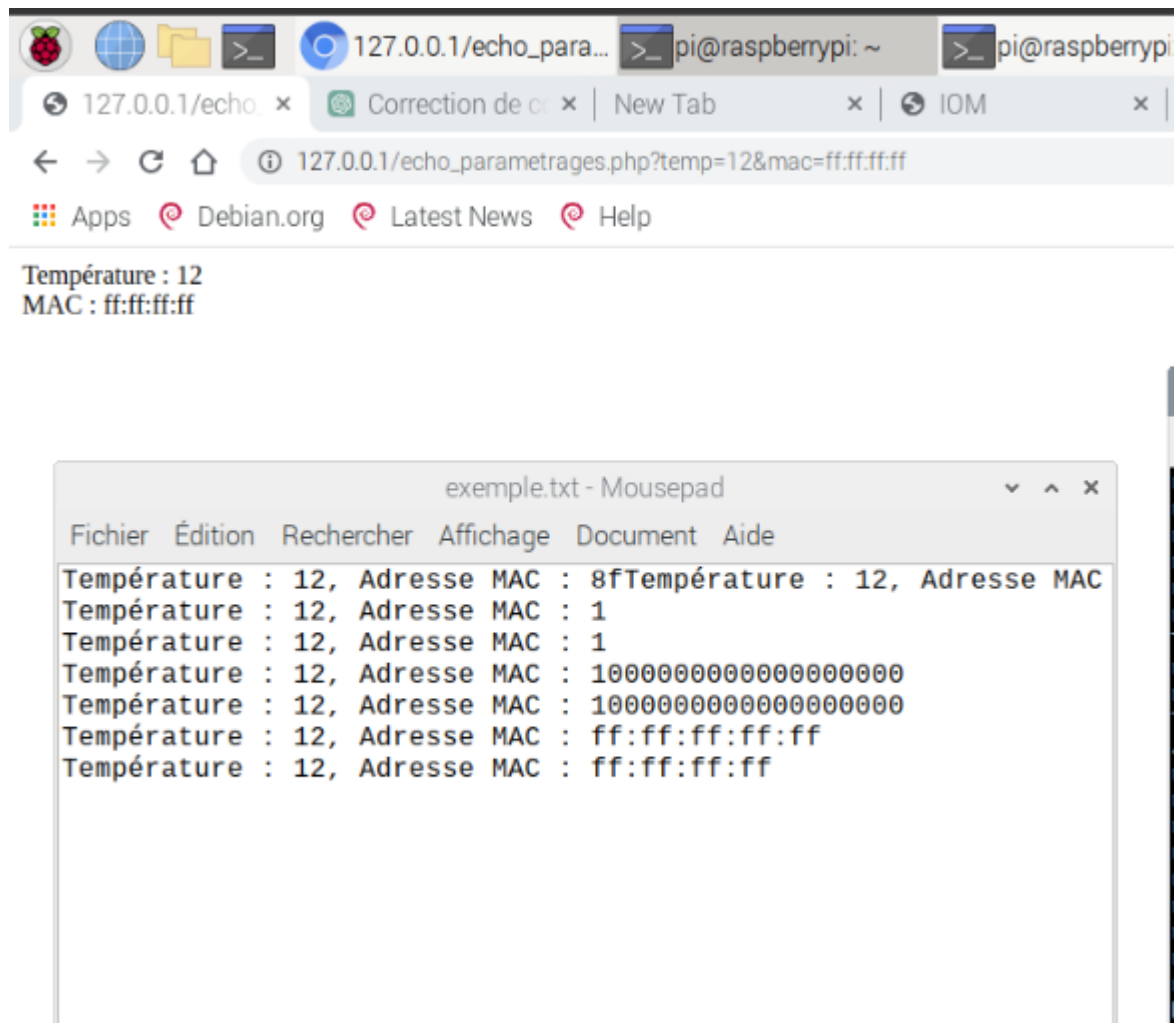 127.0.0.1/echo_para... pi@raspberrypi: ~ pi@raspberrypi
127.0.0.1/echo_ Correction de c New Tab IOM
127.0.0.1/echo_parametrages.php?temp=12&mac=ff:ff:ff:ff
Apps Debian.org Latest News Help
Température : 12
MAC : ff:ff:ff:ff
exemple.txt - Mousepad
Fichier Édition Rechercher Affichage Document Aide
Température : 12, Adresse MAC : 8fTempérature : 12, Adresse MAC
Température : 12, Adresse MAC : 1
Température : 12, Adresse MAC : 1
Température : 12, Adresse MAC : 1000000000000000000
Température : 12, Adresse MAC : 1000000000000000000
Température : 12, Adresse MAC : ff:ff:ff:ff:ff
Température : 12, Adresse MAC : ff:ff:ff:ff